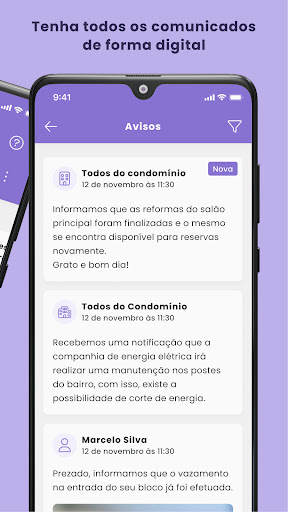 Tenha todos os comunicados
de forma digital
9:41
Avisos
Todos do condomínio
Nova
12 de novembro às 11:30
Informamos que as reformas do salão
principal foram finalizadas e o mesmo
se encontra disponível para reservas
novamente.
Grato e bom dia!
Todos do Condomínio
12 de novembro às 11:30
Recebemos uma notificação que a
companhia de energia elétrica irá
realizar uma manutenção nos postes
do bairro, com isso, existe a
possibilidade de corte de energia.
Marcelo Silva
12 de novembro às 11:30
Prezado, informamos que o vazamento
na entrada do seu bloco já foi efetuada.